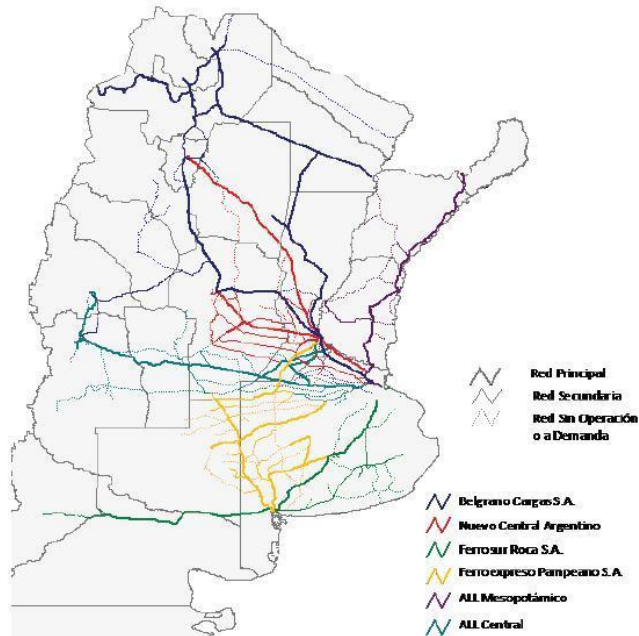 Red Principal
Red Secundaria
Red Sin Operación
o a Demanda
Belgrano Cargas S.A.
Nuevo Central Argentino
Ferrosur Roca S.A.
Ferroexpreso Pampeano S.A.
ALL Mesopotámico
ALL Central